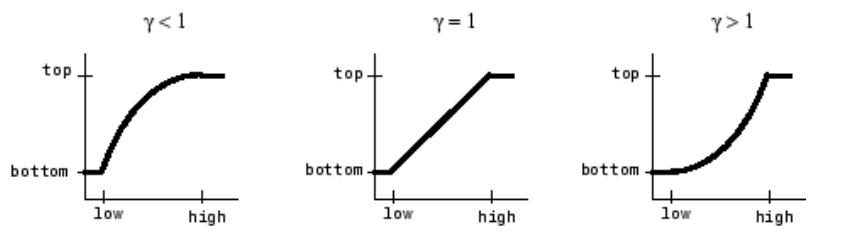 γ < 1
γ = 1
γ > 1
top
bottom
low
high
top
bottom
low
high
top
bottom
low
high